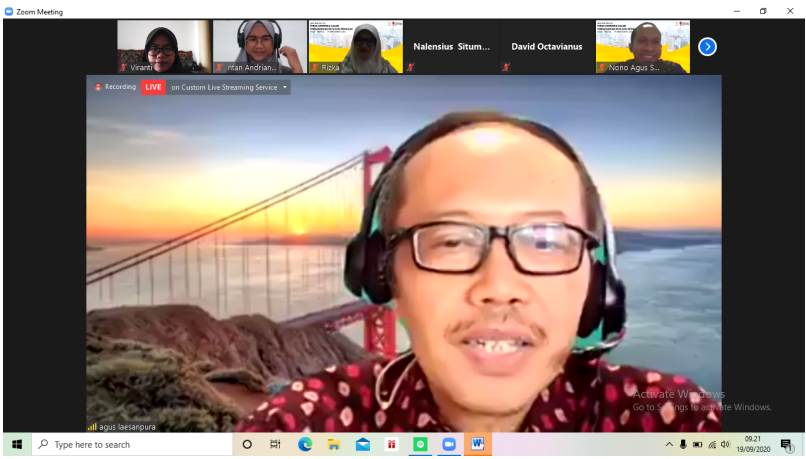 Zoom Meeting
Viranti
ntan Andrian...
Rizka
Nalensius Situm...
David Octavianus
Nono Agus S...
Recording LIVE on Custom Live Streaming Service
agus laesanpura
Activate Windows
Go to Settings to activate Windows.
Type here to search
W
09.21
19/09/2020
1